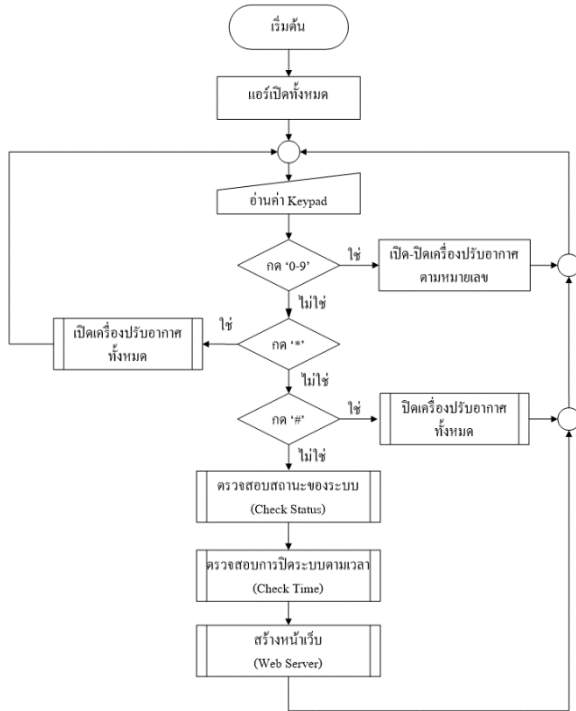 เริ่มต้น
แอร์เปิดทั้งหมด
อ่านค่า Keypad
กด ‘0-9’
ใช่
เปิด-ปิดเครื่องปรับอากาศ
ตามหมายเลข
ไม่ใช่
กด ‘*’
ใช่
เปิดเครื่องปรับอากาศ
ทั้งหมด
ไม่ใช่
กด ‘#’
ใช่
ปิดเครื่องปรับอากาศ
ทั้งหมด
ไม่ใช่
ตรวจสอบสถานะของระบบ
(Check Status)
ตรวจสอบการปิดระบบตามเวลา
(Check Time)
สร้างหน้าเว็บ
(Web Server)